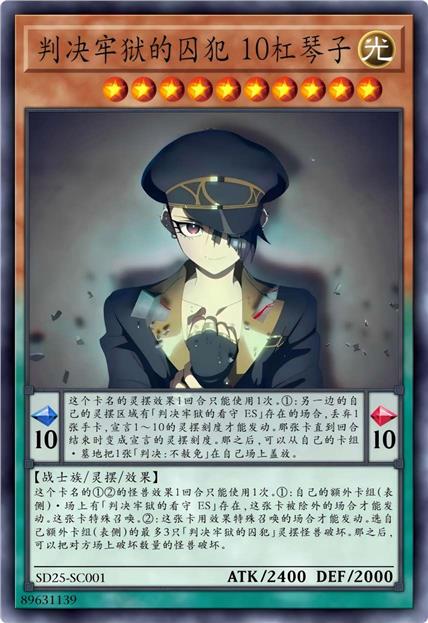 判决牢狱的囚犯 10杠琴子
光
这个卡名的灵摆效果1回合只能使用1次。①:另一边的自
己的灵摆区域有「判决牢狱的看守 ES」存在的场合,丢弃1
张手卡,宣言1~10的灵摆刻度才能发动。那张卡直到回合
结束时变成宣言的灵摆刻度。那之后,可以从自己的卡组
·墓地把1张「判决:不赦免」在自己场上盖放。
10
10
【战士族/灵摆/效果】
这个卡名的①②的怪兽效果1回合只能使用1次。①:自己的额外卡组(表
侧)·场上有「判决牢狱的看守 ES」存在,这张卡被除外的场合才能发
动。这张卡特殊召唤。②:这张卡用效果特殊召唤的场合才能发动。选自
己额外卡组(表侧)的最多3只「判决牢狱的囚犯」灵摆怪兽破坏。那之后,
可以把对方场上破坏数量的怪兽破坏。
SD25-SC001
ATK/2400 DEF/2000
89631139